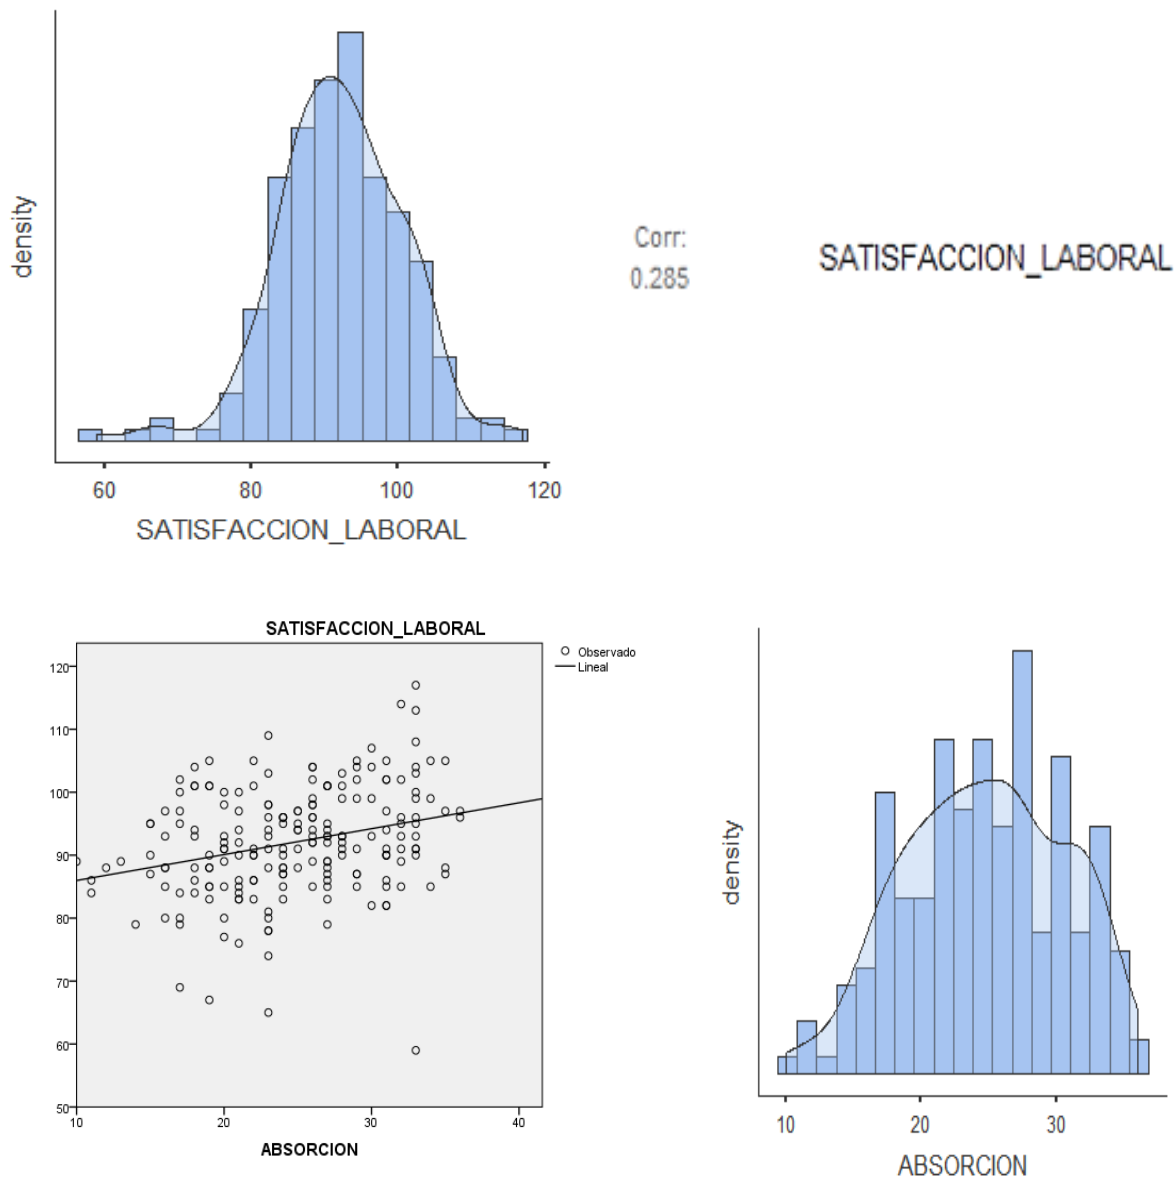 density
60 80 100 120
SATISFACCION_LABORAL
Corr:
0.285
SATISFACCION_LABORAL
SATISFACCION_LABORAL
Observado
Lineal
120
110
100
90
80
70
60
50
10 20 30 40
ABSORCION
density
10 20 30
ABSORCION